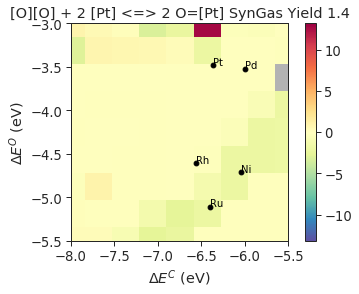 [O][O] + 2 [Pt] <=> 2 O=[Pt] SynGas Yield 1.4
−3.0
−3.5
−4.0
−4.5
−5.0
−5.5
ΔE^O (eV)
Pt
Pd
Rh
Ni
Ru
−8.0 −7.5 −7.0 −6.5 −6.0 −5.5
ΔE^C (eV)
10
5
0
−5
−10